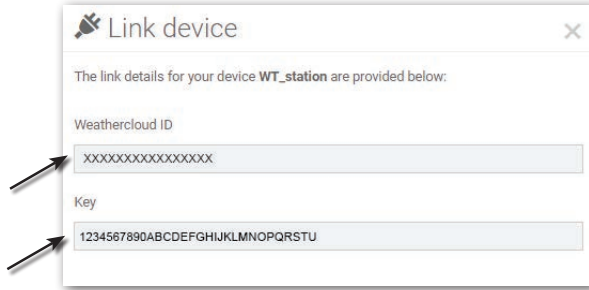 Link device
The link details for your device WT_station are provided below:
Weathercloud ID
XXXXXXXXXXXXXXXX
Key
1234567890ABCDEFGHIJKLMNOPQRSTU